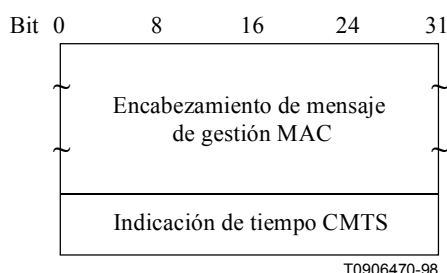 Bit 0 8 16 24 31
Encabezamiento de mensaje
de gestión MAC
Indicación de tiempo CMTS
T0906470-98